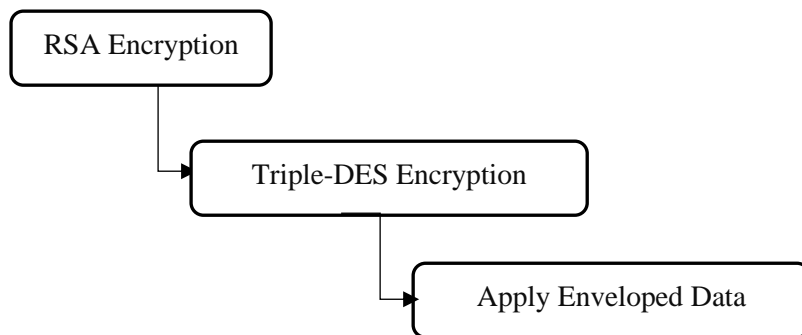 RSA Encryption
Triple-DES Encryption
Apply Enveloped Data